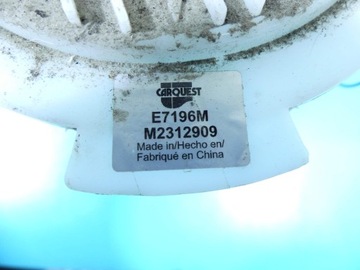 CARQUEST
E7196M
M2312909
Made in/Hecho en/
Fabriqué en China